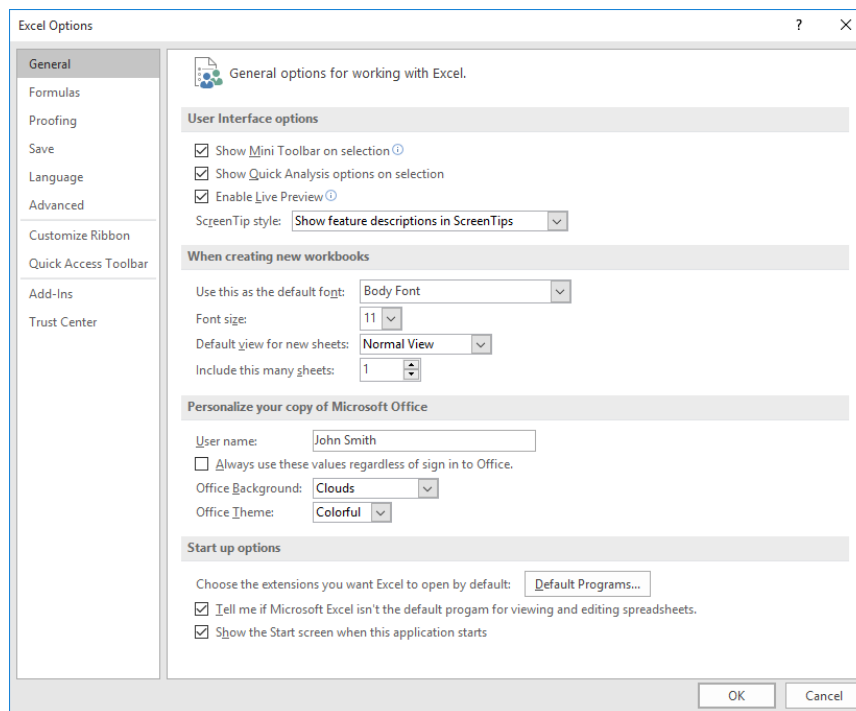 Excel Options
?
General
Formulas
Proofing
Save
Language
Advanced
Customize Ribbon
Quick Access Toolbar
Add-Ins
Trust Center
General options for working with Excel.
User Interface options
Show Mini Toolbar on selection
Show Quick Analysis options on selection
Enable Live Preview
ScreenTip style: Show feature descriptions in ScreenTips
When creating new workbooks
Use this as the default font: Body Font
Font size: 11
Default view for new sheets: Normal View
Include this many sheets: 1
Personalize your copy of Microsoft Office
User name: John Smith
Always use these values regardless of sign in to Office.
Office Background: Clouds
Office Theme: Colorful
Start up options
Choose the extensions you want Excel to open by default: Default Programs...
Tell me if Microsoft Excel isn't the default progam for viewing and editing spreadsheets.
Show the Start screen when this application starts
OK Cancel